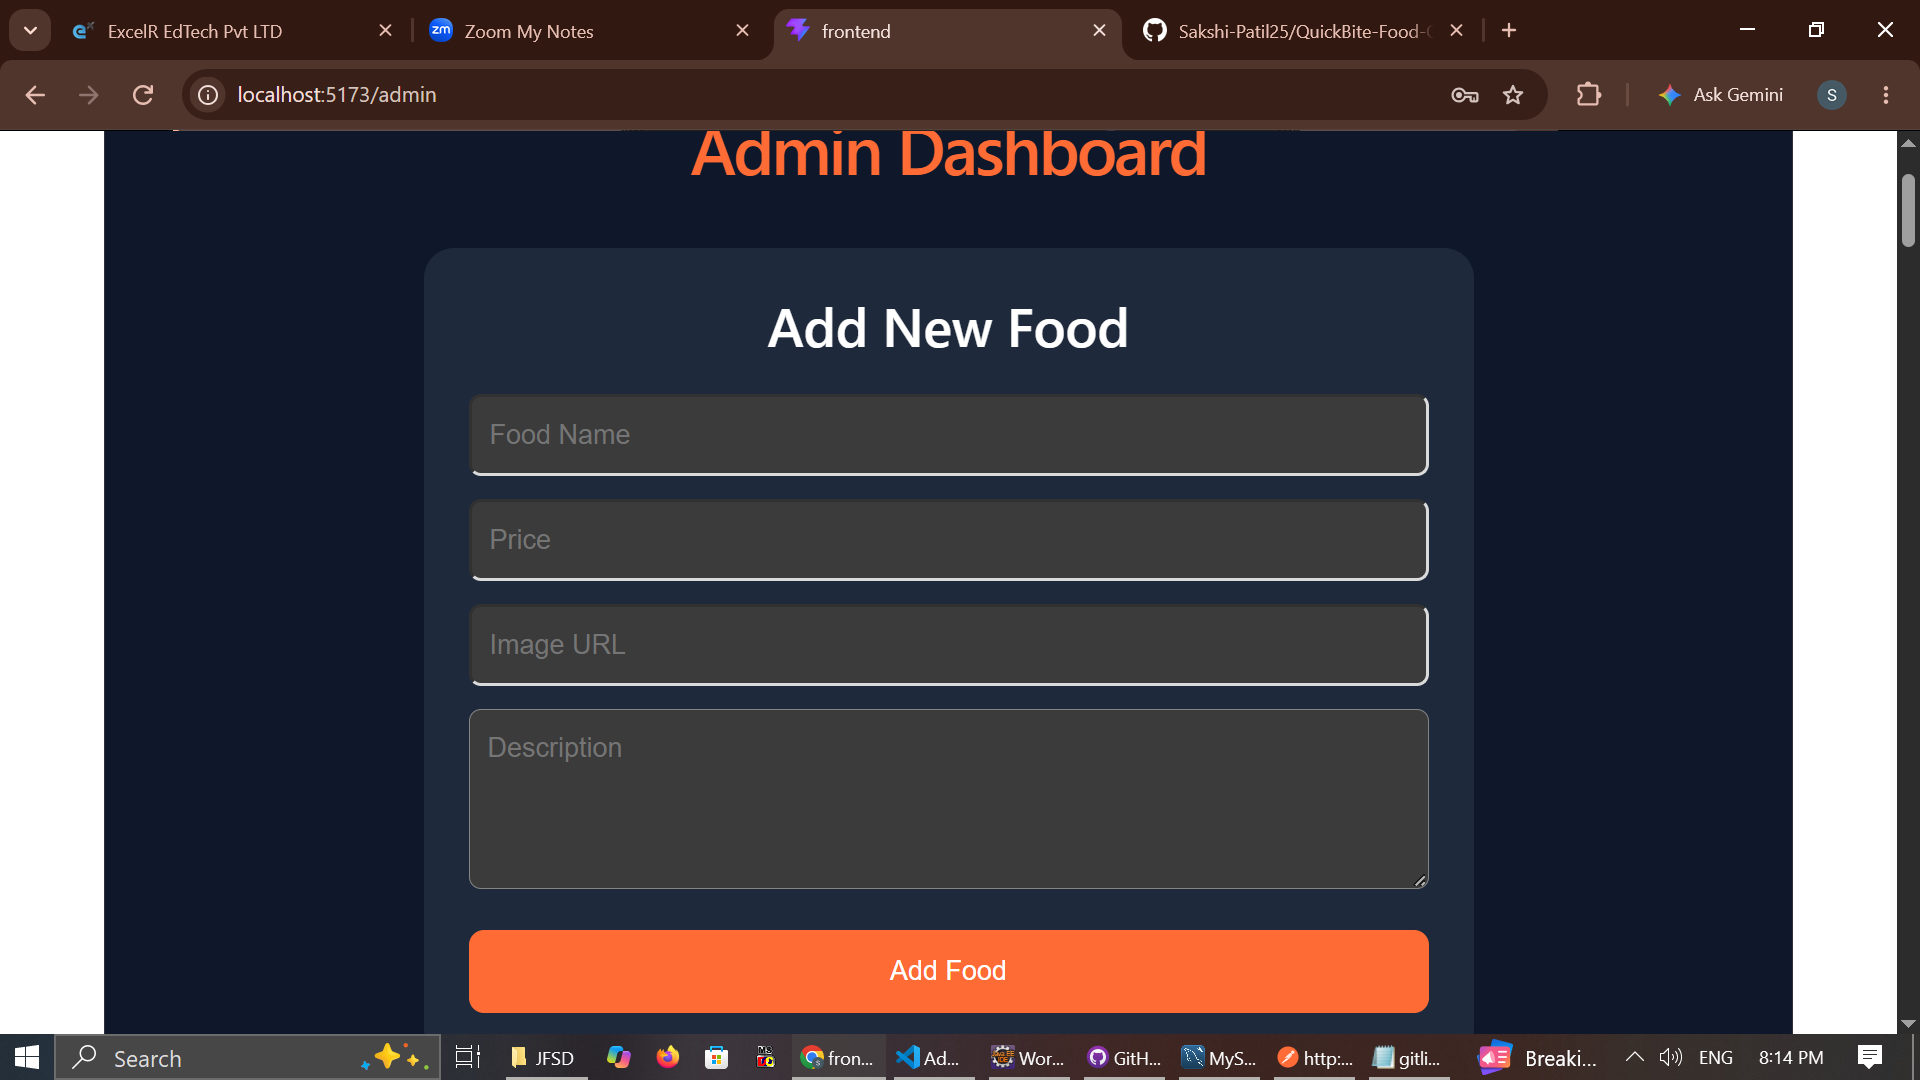 ExcelR EdTech Pvt LTD
zm
Zoom My Notes
frontend
Sakshi-Patil25/QuickBite-Food-
localhost:5173/admin
Ask Gemini
S
Admin Dashboard
Add New Food
Food Name
Price
Image URL
Description
Add Food
Search
JFSD
fron...
Ad...
Wor...
GitH...
MyS...
http:...
gitli...
Breaki...
ENG
8:14 PM